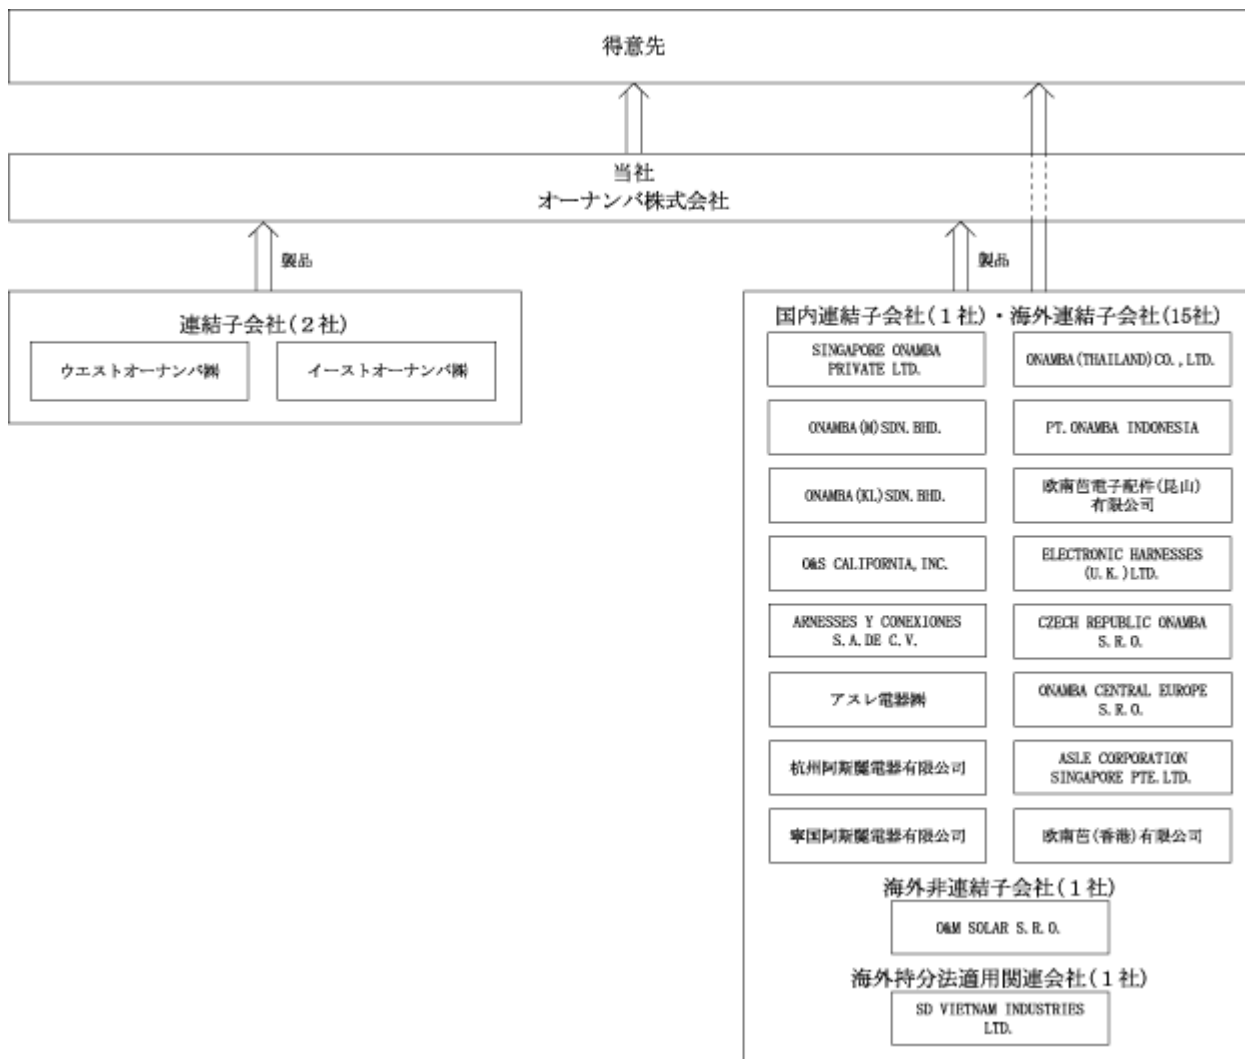 得意先
当社
オーナンバ株式会社
製品
製品
連結子会社(2社)
ウエストオーナンバ㈱
イーストオーナンバ㈱
国内連結子会社(1社)・海外連結子会社(15社)
SINGAPORE ONAMBA
PRIVATE LTD.
ONAMBA(THAILAND)CO.,LTD.
ONAMBA(M)SDN.BHD.
PT.ONAMBA INDONESIA
ONAMBA(KL)SDN.BHD.
欧南芭電子配件(昆山)
有限公司
O&S CALIFORNIA,INC.
ELECTRONIC HARNESSES
(U.K.)LTD.
ARNESSES Y CONEXIONES
S.A.DE C.V.
CZECH REPUBLIC ONAMBA
S.R.O.
アスレ電器㈱
ONAMBA CENTRAL EUROPE
S.R.O.
杭州阿斯麗電器有限公司
ASLE CORPORATION
SINGAPORE PTE.LTD.
寧国阿斯麗電器有限公司
欧南芭(香港)有限公司
海外非連結子会社(1社)
O&M SOLAR S.R.O.
海外持分法適用関連会社(1社)
SD VIETNAM INDUSTRIES
LTD.